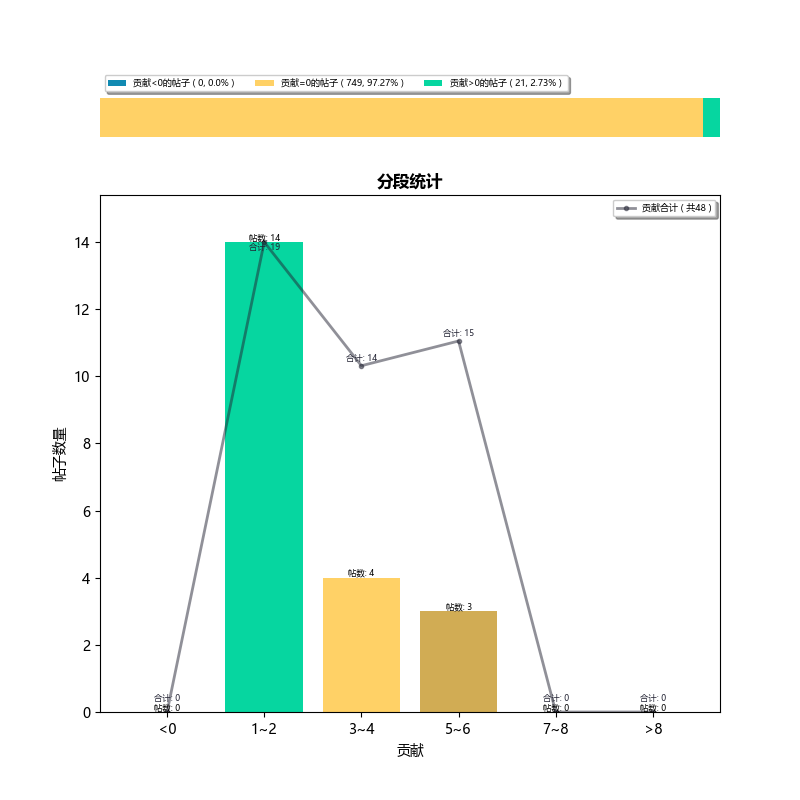 贡献<0的帖子 ( 0, 0.0% )
贡献=0的帖子 ( 749, 97.27% )
贡献>0的帖子 ( 21, 2.73% )
分段统计
贡献合计 ( 共48 )
帖子数量
14
12
10
8
6
4
2
0
帖数: 14
合计: 19
合计: 14
合计: 15
帖数: 4
帖数: 3
合计: 0
帖数: 0
合计: 0
帖数: 0
合计: 0
帖数: 0
<0
1~2
3~4
5~6
7~8
>8
贡献